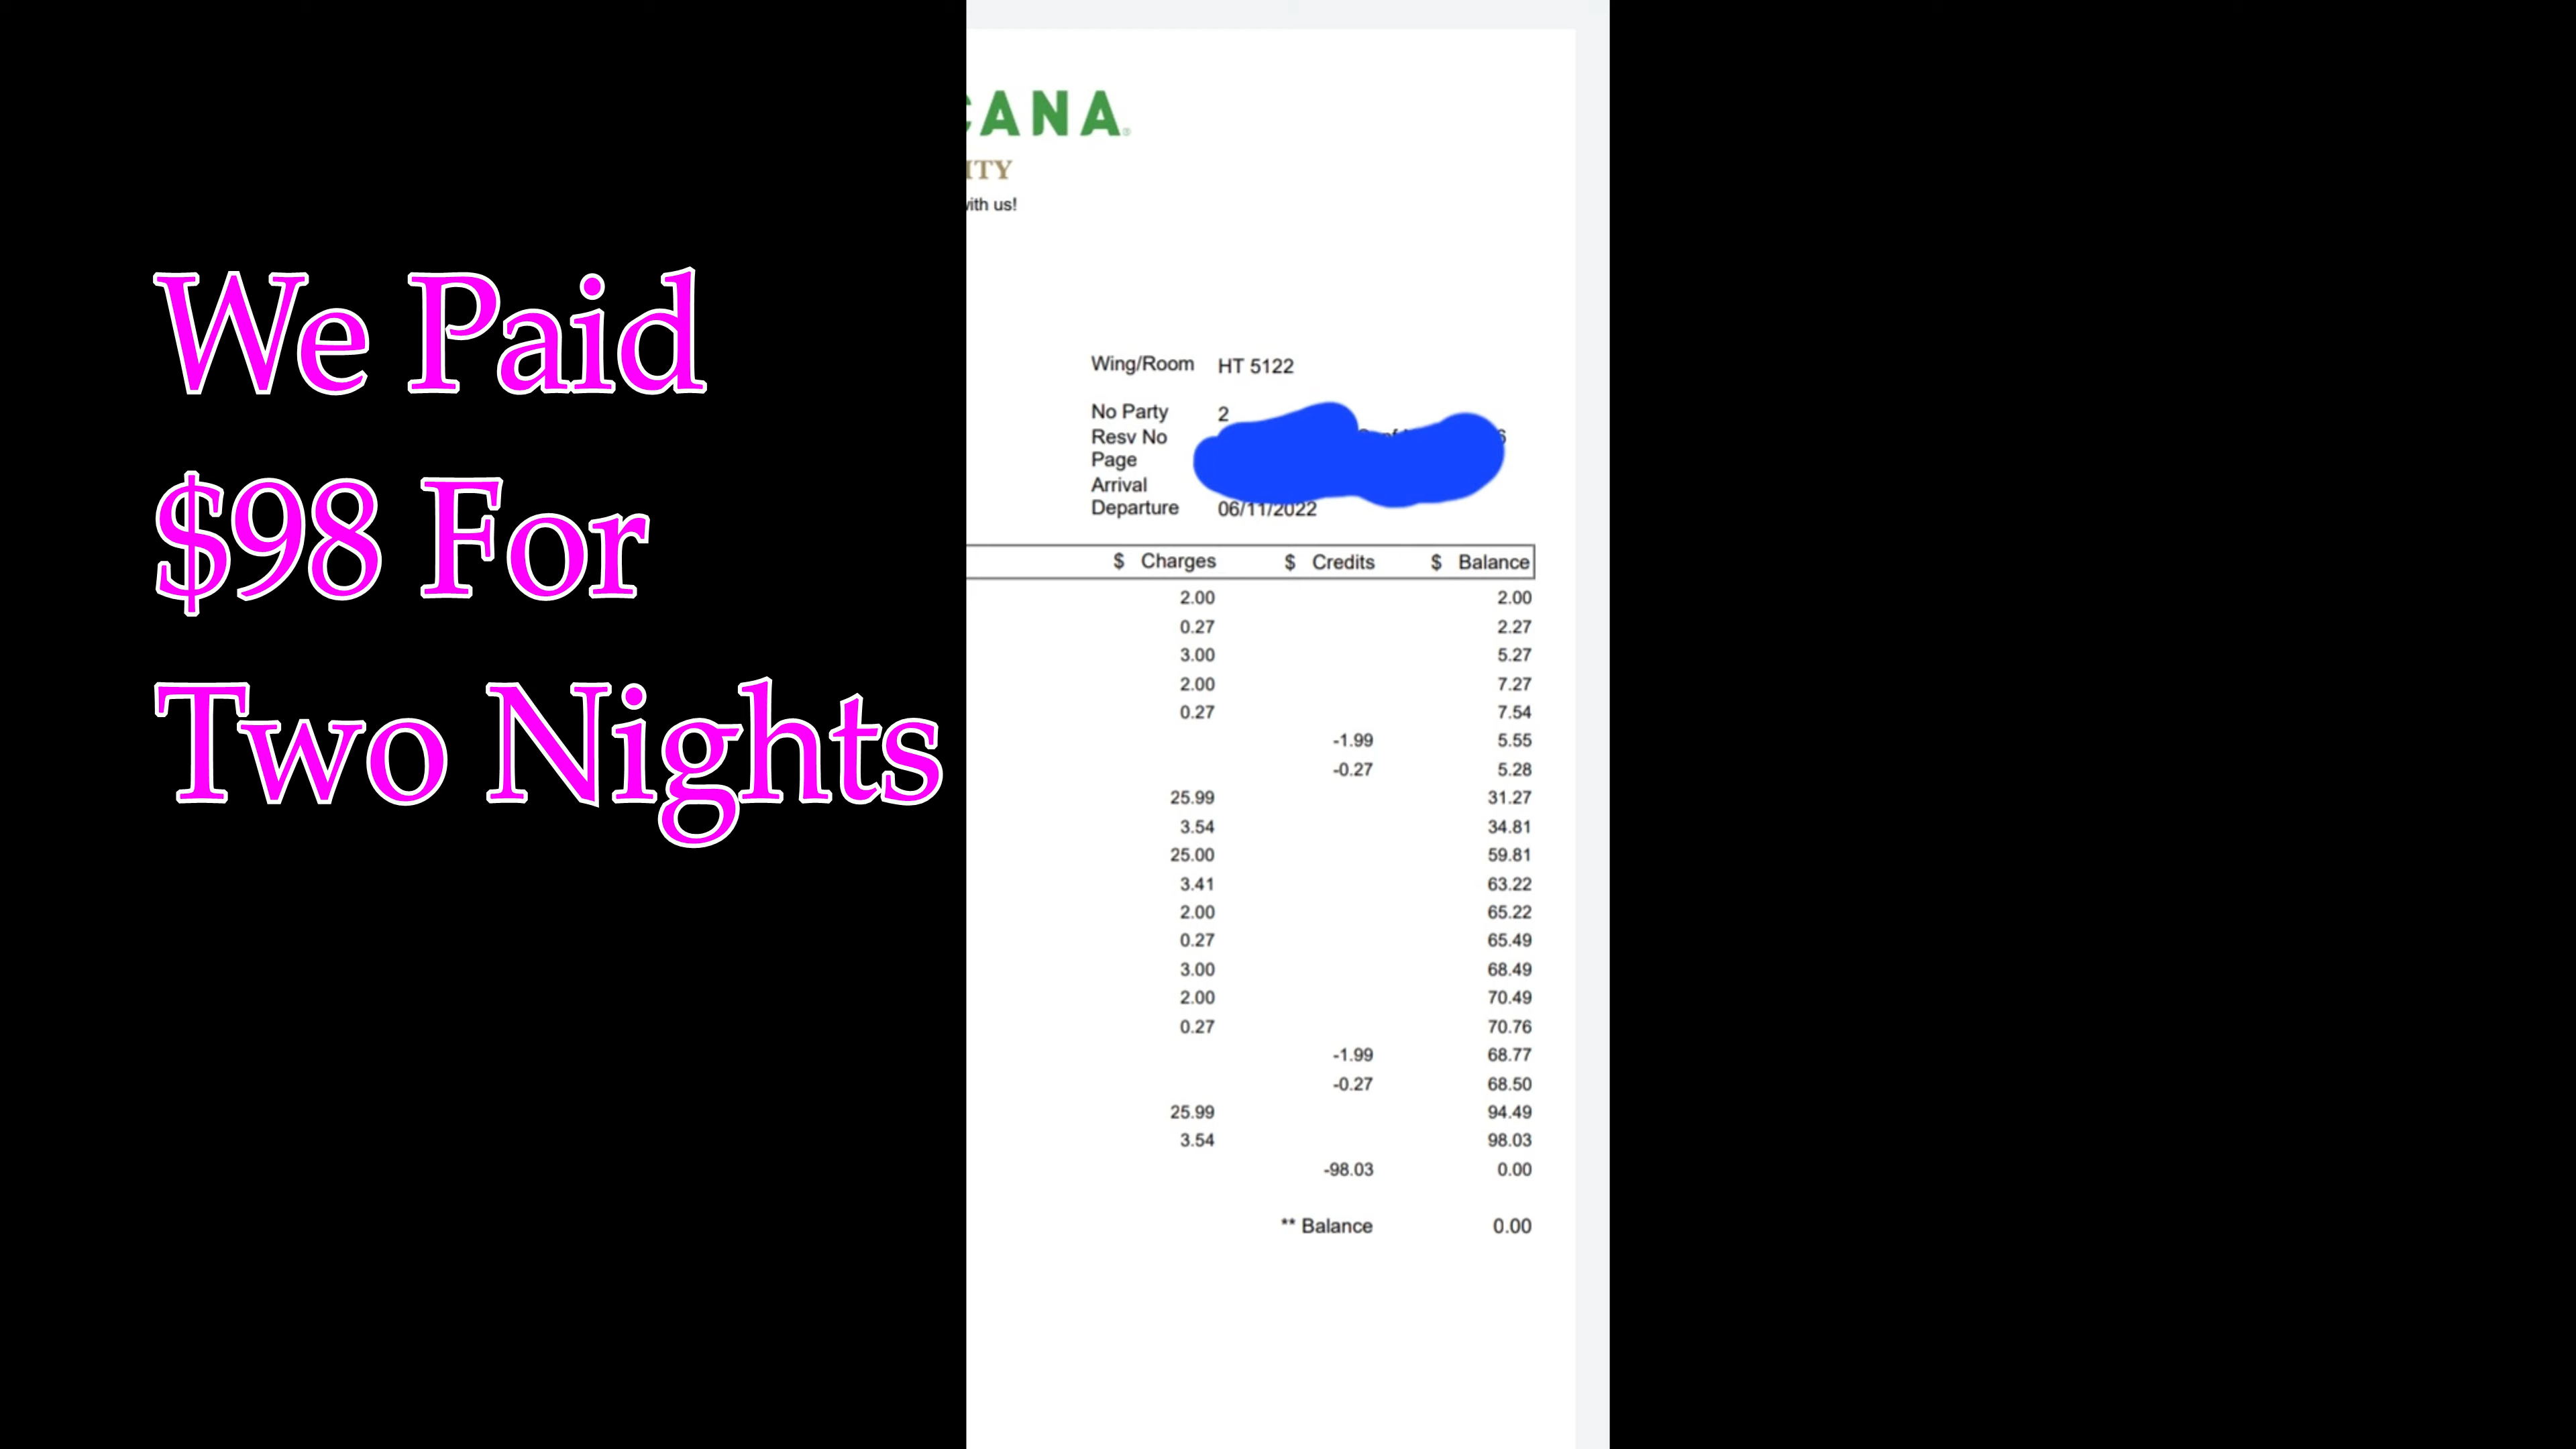 We Paid
$98 For
Two Nights
CANA
ITY
with us!
Wing/Room HT 5122
No Party 2
Resv No
Page
Arrival
Departure 06/11/2022
$ Charges $ Credits $ Balance
2.00 2.00
0.27 2.27
3.00 5.27
2.00 7.27
0.27 7.54
-1.99 5.55
-0.27 5.28
25.99 31.27
3.54 34.81
25.00 59.81
3.41 63.22
2.00 65.22
0.27 65.49
3.00 68.49
2.00 70.49
0.27 70.76
-1.99 68.77
-0.27 68.50
25.99 94.49
3.54 98.03
-98.03 0.00
** Balance 0.00